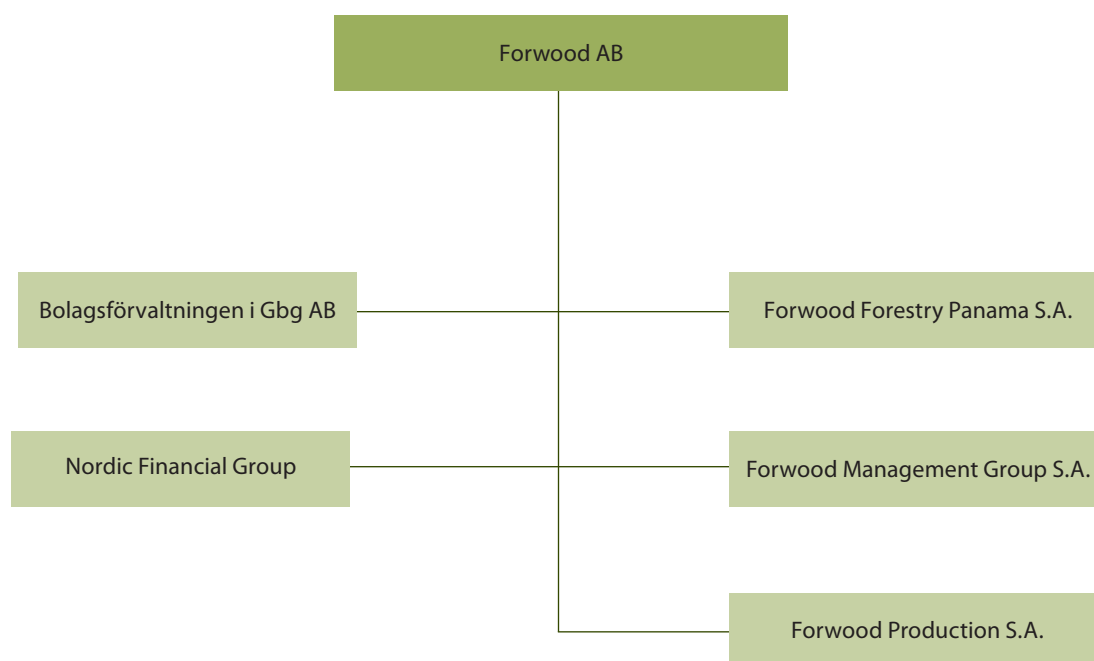 Forwood AB
Bolagsförvaltningen i Gbg AB
Forwood Forestry Panama S.A.
Nordic Financial Group
Forwood Management Group S.A.
Forwood Production S.A.